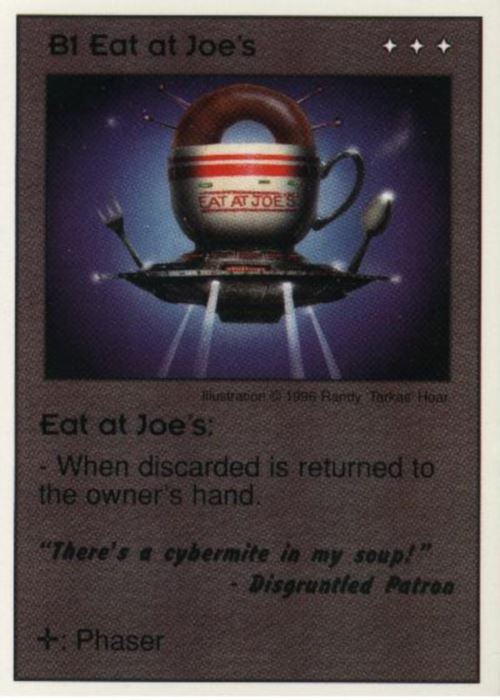 B1 Eat at Joe's
EAT AT JOE'S
Illustration © 1996 Randy 'Tarkas' Hoar
Eat at Joe's:
- When discarded is returned to
the owner's hand.
"There's a cybermite in my soup!"
- Disgruntled Patron
✛: Phaser